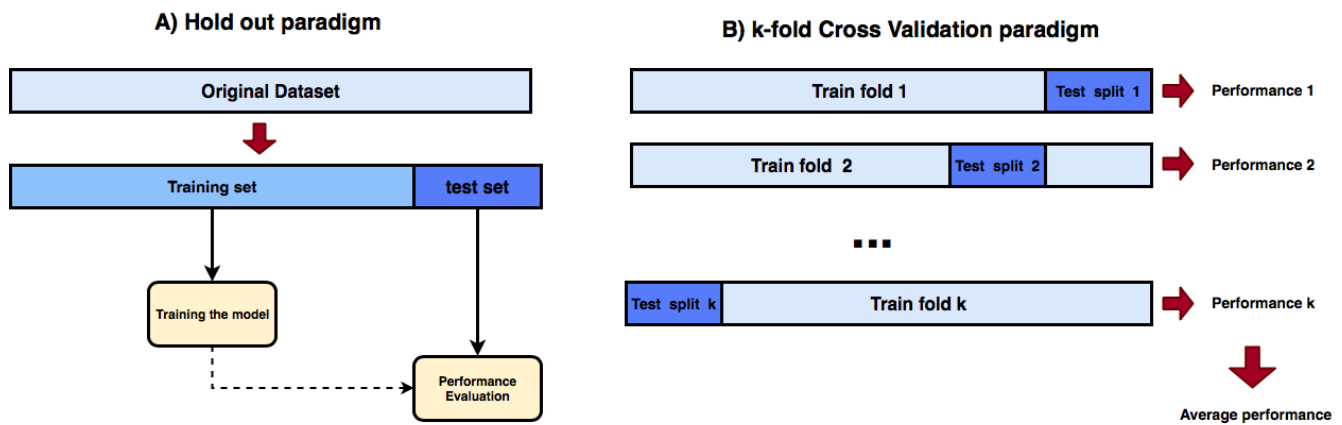 A) Hold out paradigm
Original Dataset
Training set
test set
Training the model
Performance
Evaluation
B) k-fold Cross Validation paradigm
Train fold 1
Test split 1
Performance 1
Train fold 2
Test split 2
Performance 2
...
Test split k
Train fold k
Performance k
Average performance